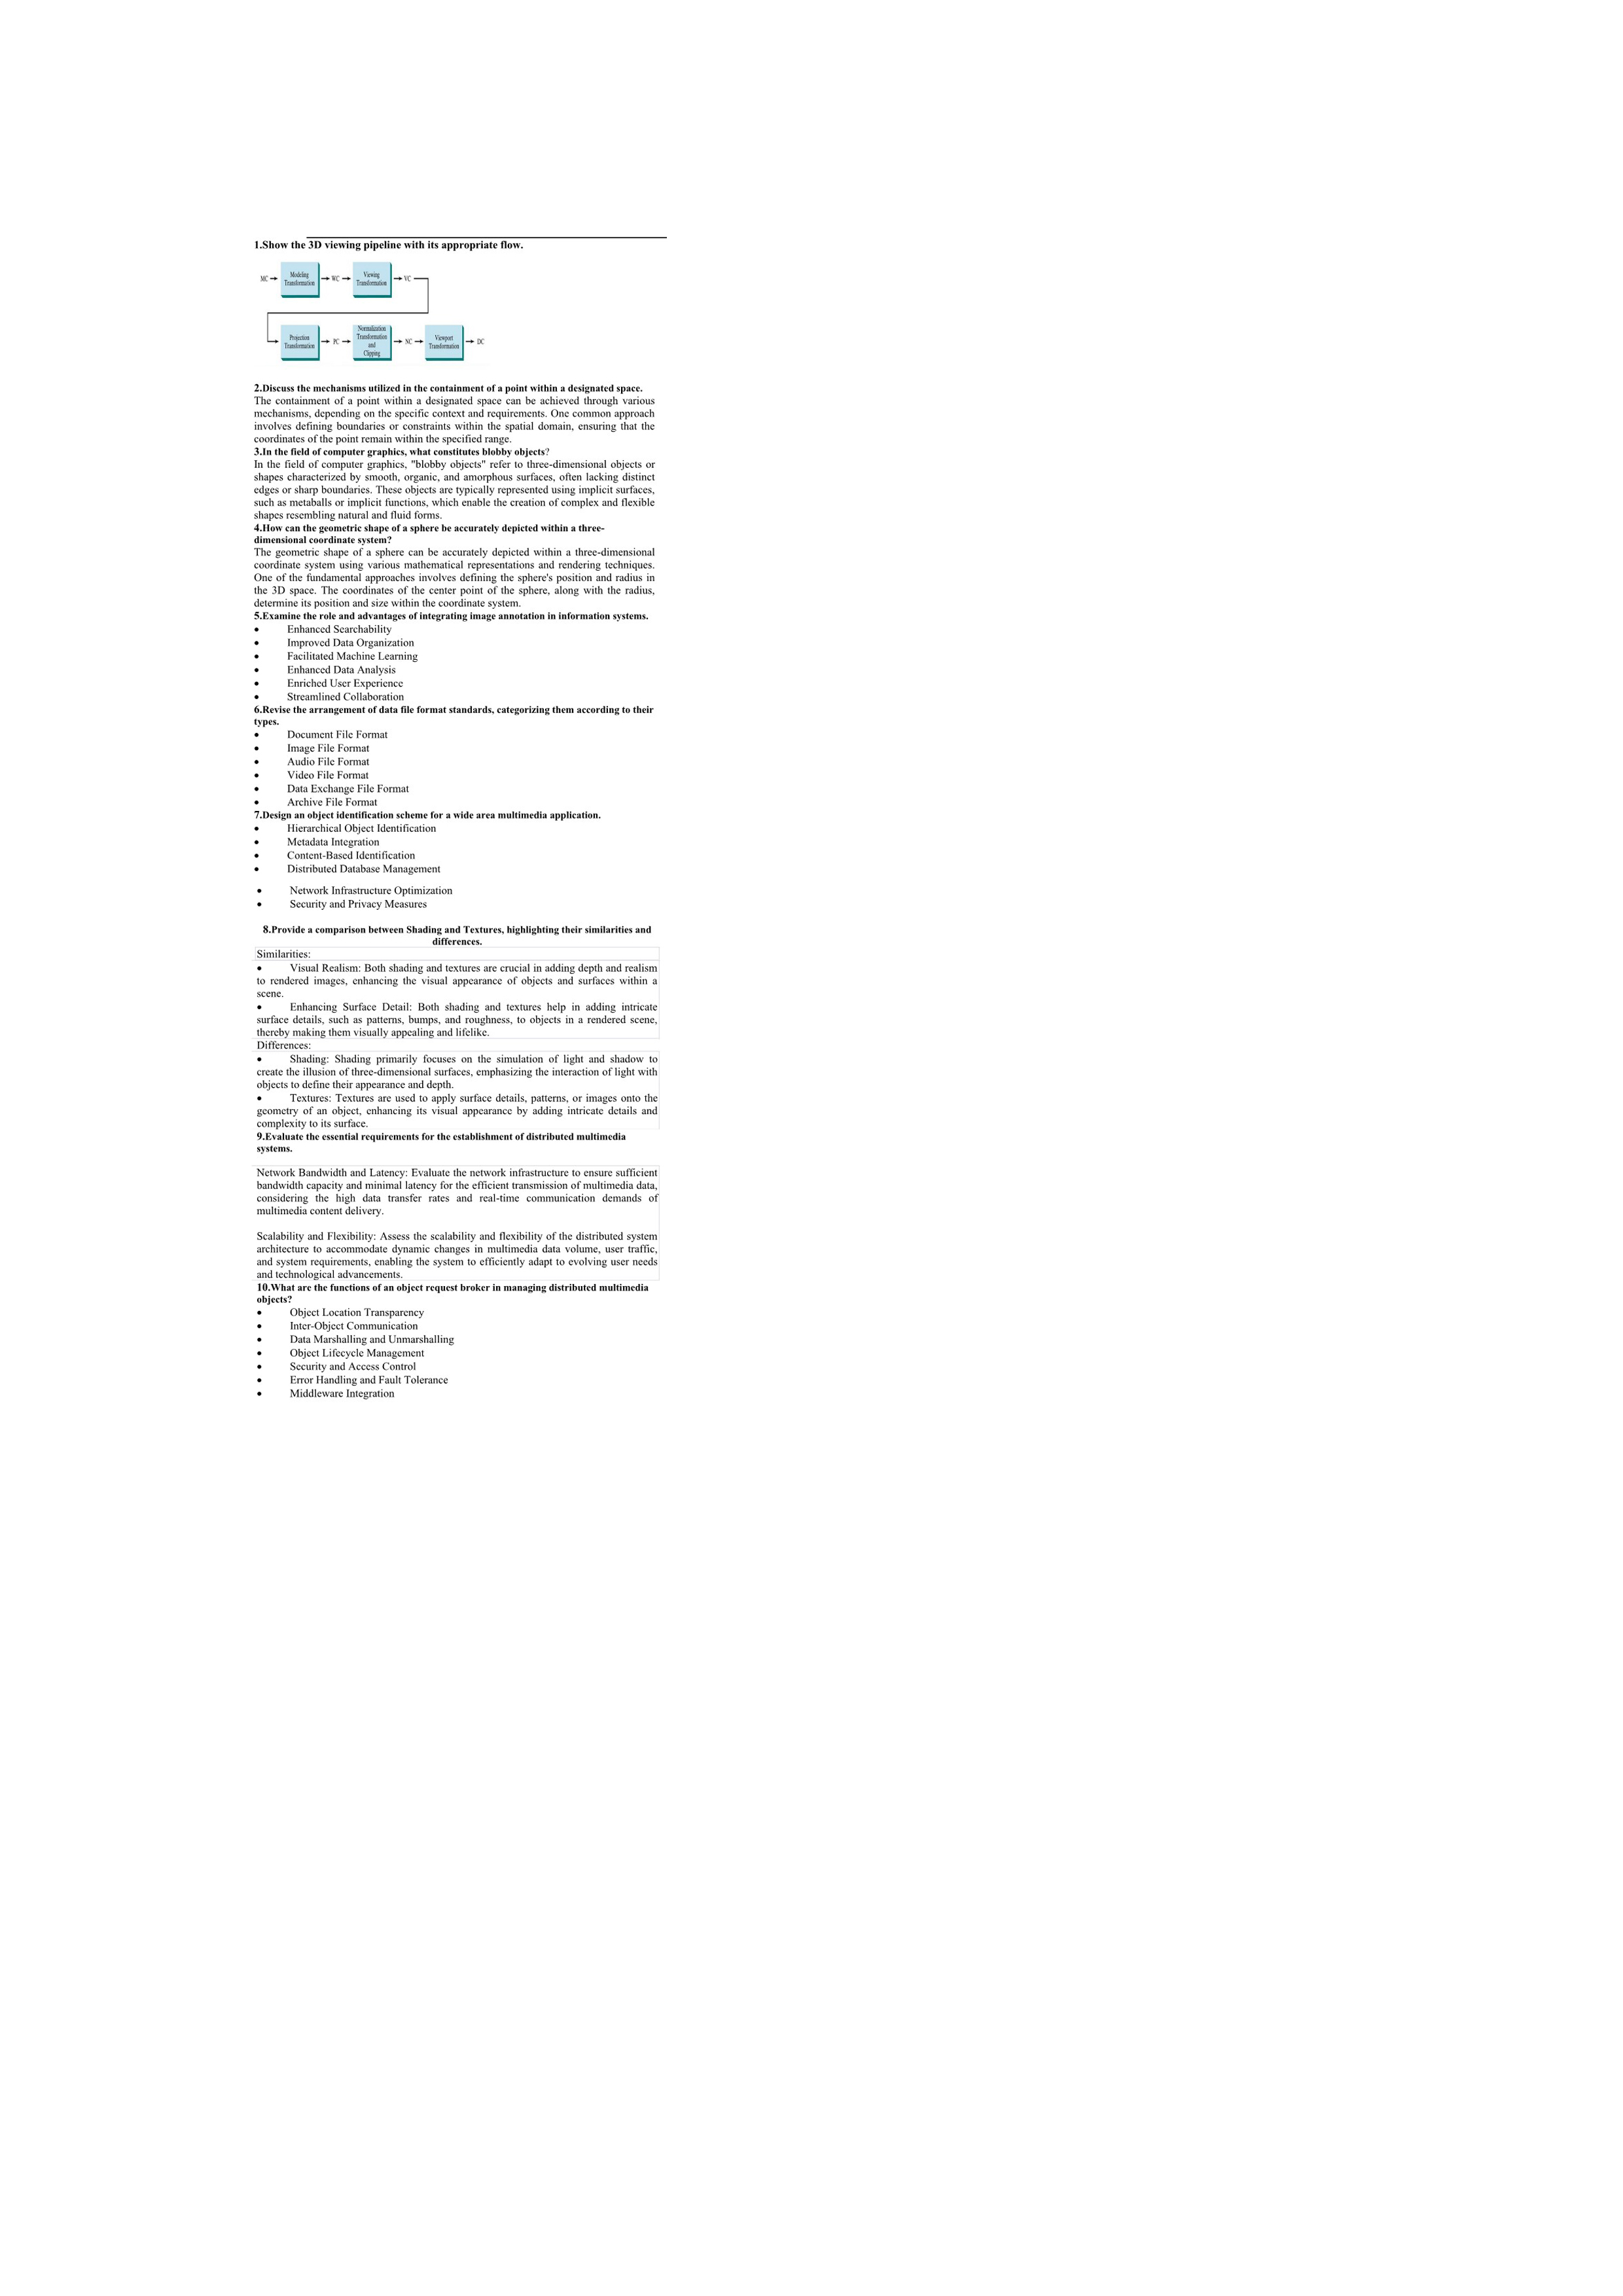 1.Show the 3D viewing pipeline with its appropriate flow.
MC Modeling Transformation WC Viewing Transformation VC
Projection Transformation PC Normalization Transformation and Clipping NC Viewport Transformation DC
2.Discuss the mechanisms utilized in the containment of a point within a designated space.
The containment of a point within a designated space can be achieved through various
mechanisms, depending on the specific context and requirements. One common approach
involves defining boundaries or constraints within the spatial domain, ensuring that the
coordinates of the point remain within the specified range.
3.In the field of computer graphics, what constitutes blobby objects?
In the field of computer graphics, "blobby objects" refer to three-dimensional objects or
shapes characterized by smooth, organic, and amorphous surfaces, often lacking distinct
edges or sharp boundaries. These objects are typically represented using implicit surfaces,
such as metaballs or implicit functions, which enable the creation of complex and flexible
shapes resembling natural and fluid forms.
4.How can the geometric shape of a sphere be accurately depicted within a three-
dimensional coordinate system?
The geometric shape of a sphere can be accurately depicted within a three-dimensional
coordinate system using various mathematical representations and rendering techniques.
One of the fundamental approaches involves defining the sphere's position and radius in
the 3D space. The coordinates of the center point of the sphere, along with the radius,
determine its position and size within the coordinate system.
5.Examine the role and advantages of integrating image annotation in information systems.
• Enhanced Searchability
• Improved Data Organization
• Facilitated Machine Learning
• Enhanced Data Analysis
• Enriched User Experience
• Streamlined Collaboration
6.Revise the arrangement of data file format standards, categorizing them according to their
types.
• Document File Format
• Image File Format
• Audio File Format
• Video File Format
• Data Exchange File Format
• Archive File Format
7.Design an object identification scheme for a wide area multimedia application.
• Hierarchical Object Identification
• Metadata Integration
• Content-Based Identification
• Distributed Database Management
• Network Infrastructure Optimization
• Security and Privacy Measures
8.Provide a comparison between Shading and Textures, highlighting their similarities and
differences.
Similarities:
• Visual Realism: Both shading and textures are crucial in adding depth and realism
to rendered images, enhancing the visual appearance of objects and surfaces within a
scene.
• Enhancing Surface Detail: Both shading and textures help in adding intricate
surface details, such as patterns, bumps, and roughness, to objects in a rendered scene,
thereby making them visually appealing and lifelike.
Differences:
• Shading: Shading primarily focuses on the simulation of light and shadow to
create the illusion of three-dimensional surfaces, emphasizing the interaction of light with
objects to define their appearance and depth.
• Textures: Textures are used to apply surface details, patterns, or images onto the
geometry of an object, enhancing its visual appearance by adding intricate details and
complexity to its surface.
9.Evaluate the essential requirements for the establishment of distributed multimedia
systems.
Network Bandwidth and Latency: Evaluate the network infrastructure to ensure sufficient
bandwidth capacity and minimal latency for the efficient transmission of multimedia data,
considering the high data transfer rates and real-time communication demands of
multimedia content delivery.
Scalability and Flexibility: Assess the scalability and flexibility of the distributed system
architecture to accommodate dynamic changes in multimedia data volume, user traffic,
and system requirements, enabling the system to efficiently adapt to evolving user needs
and technological advancements.
10.What are the functions of an object request broker in managing distributed multimedia
objects?
• Object Location Transparency
• Inter-Object Communication
• Data Marshalling and Unmarshalling
• Object Lifecycle Management
• Security and Access Control
• Error Handling and Fault Tolerance
• Middleware Integration